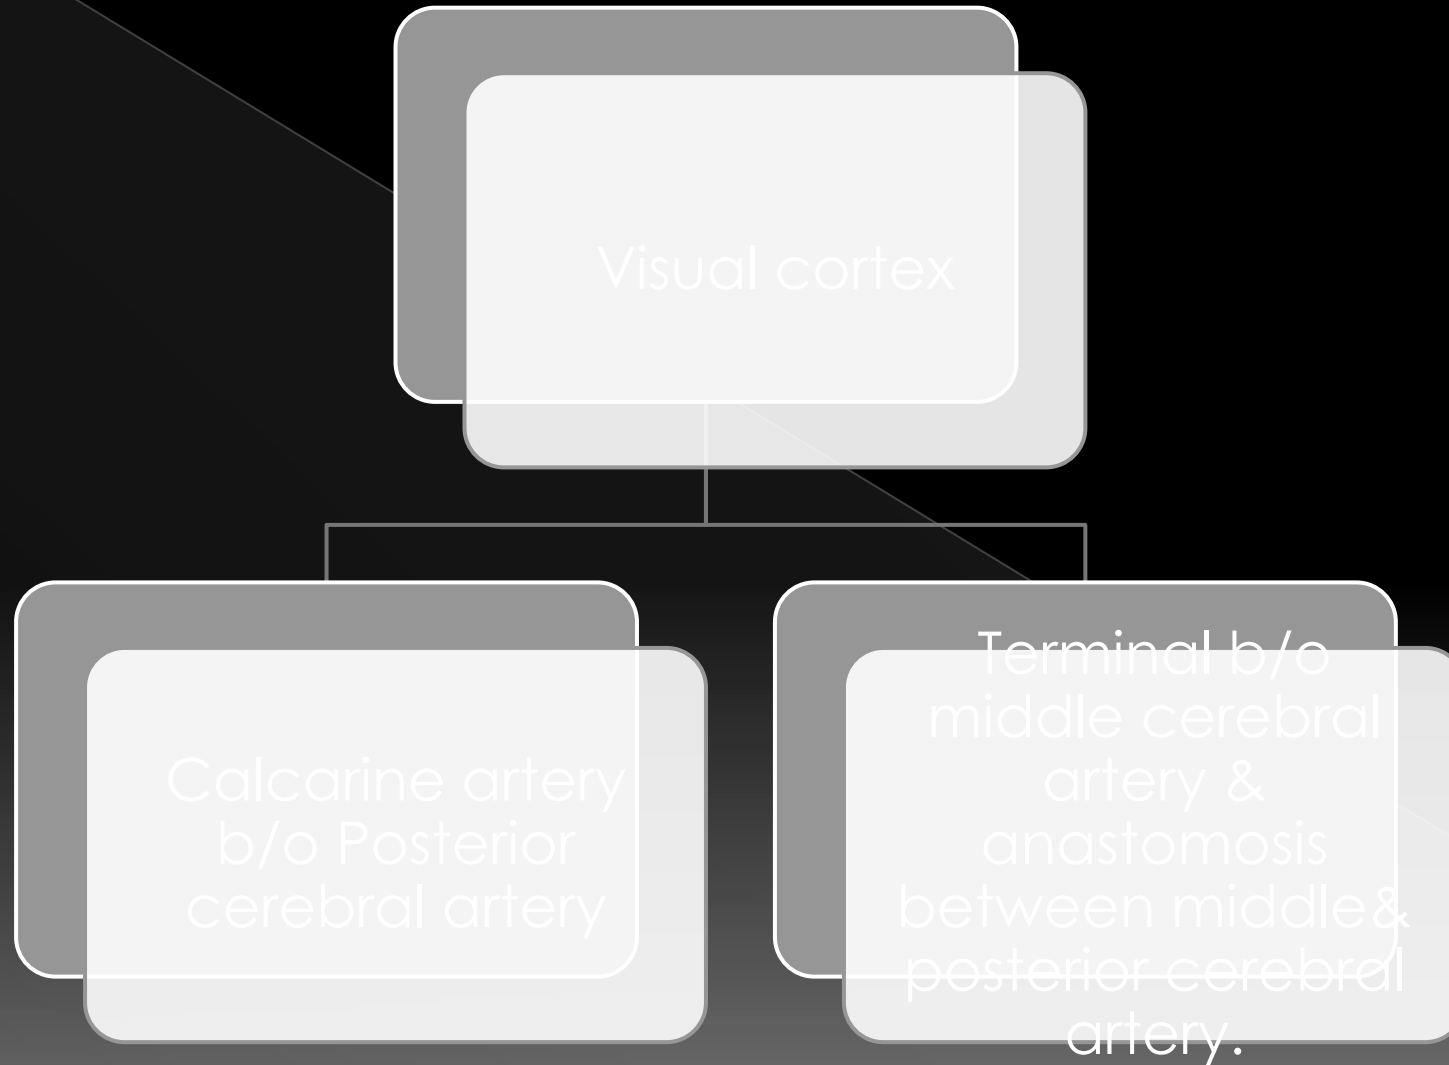 Visual cortex
Calcarine artery
b/o Posterior
cerebral artery
Terminal b/o
middle cerebral
artery &
anastomosis
between middle&
posterior cerebral
artery.